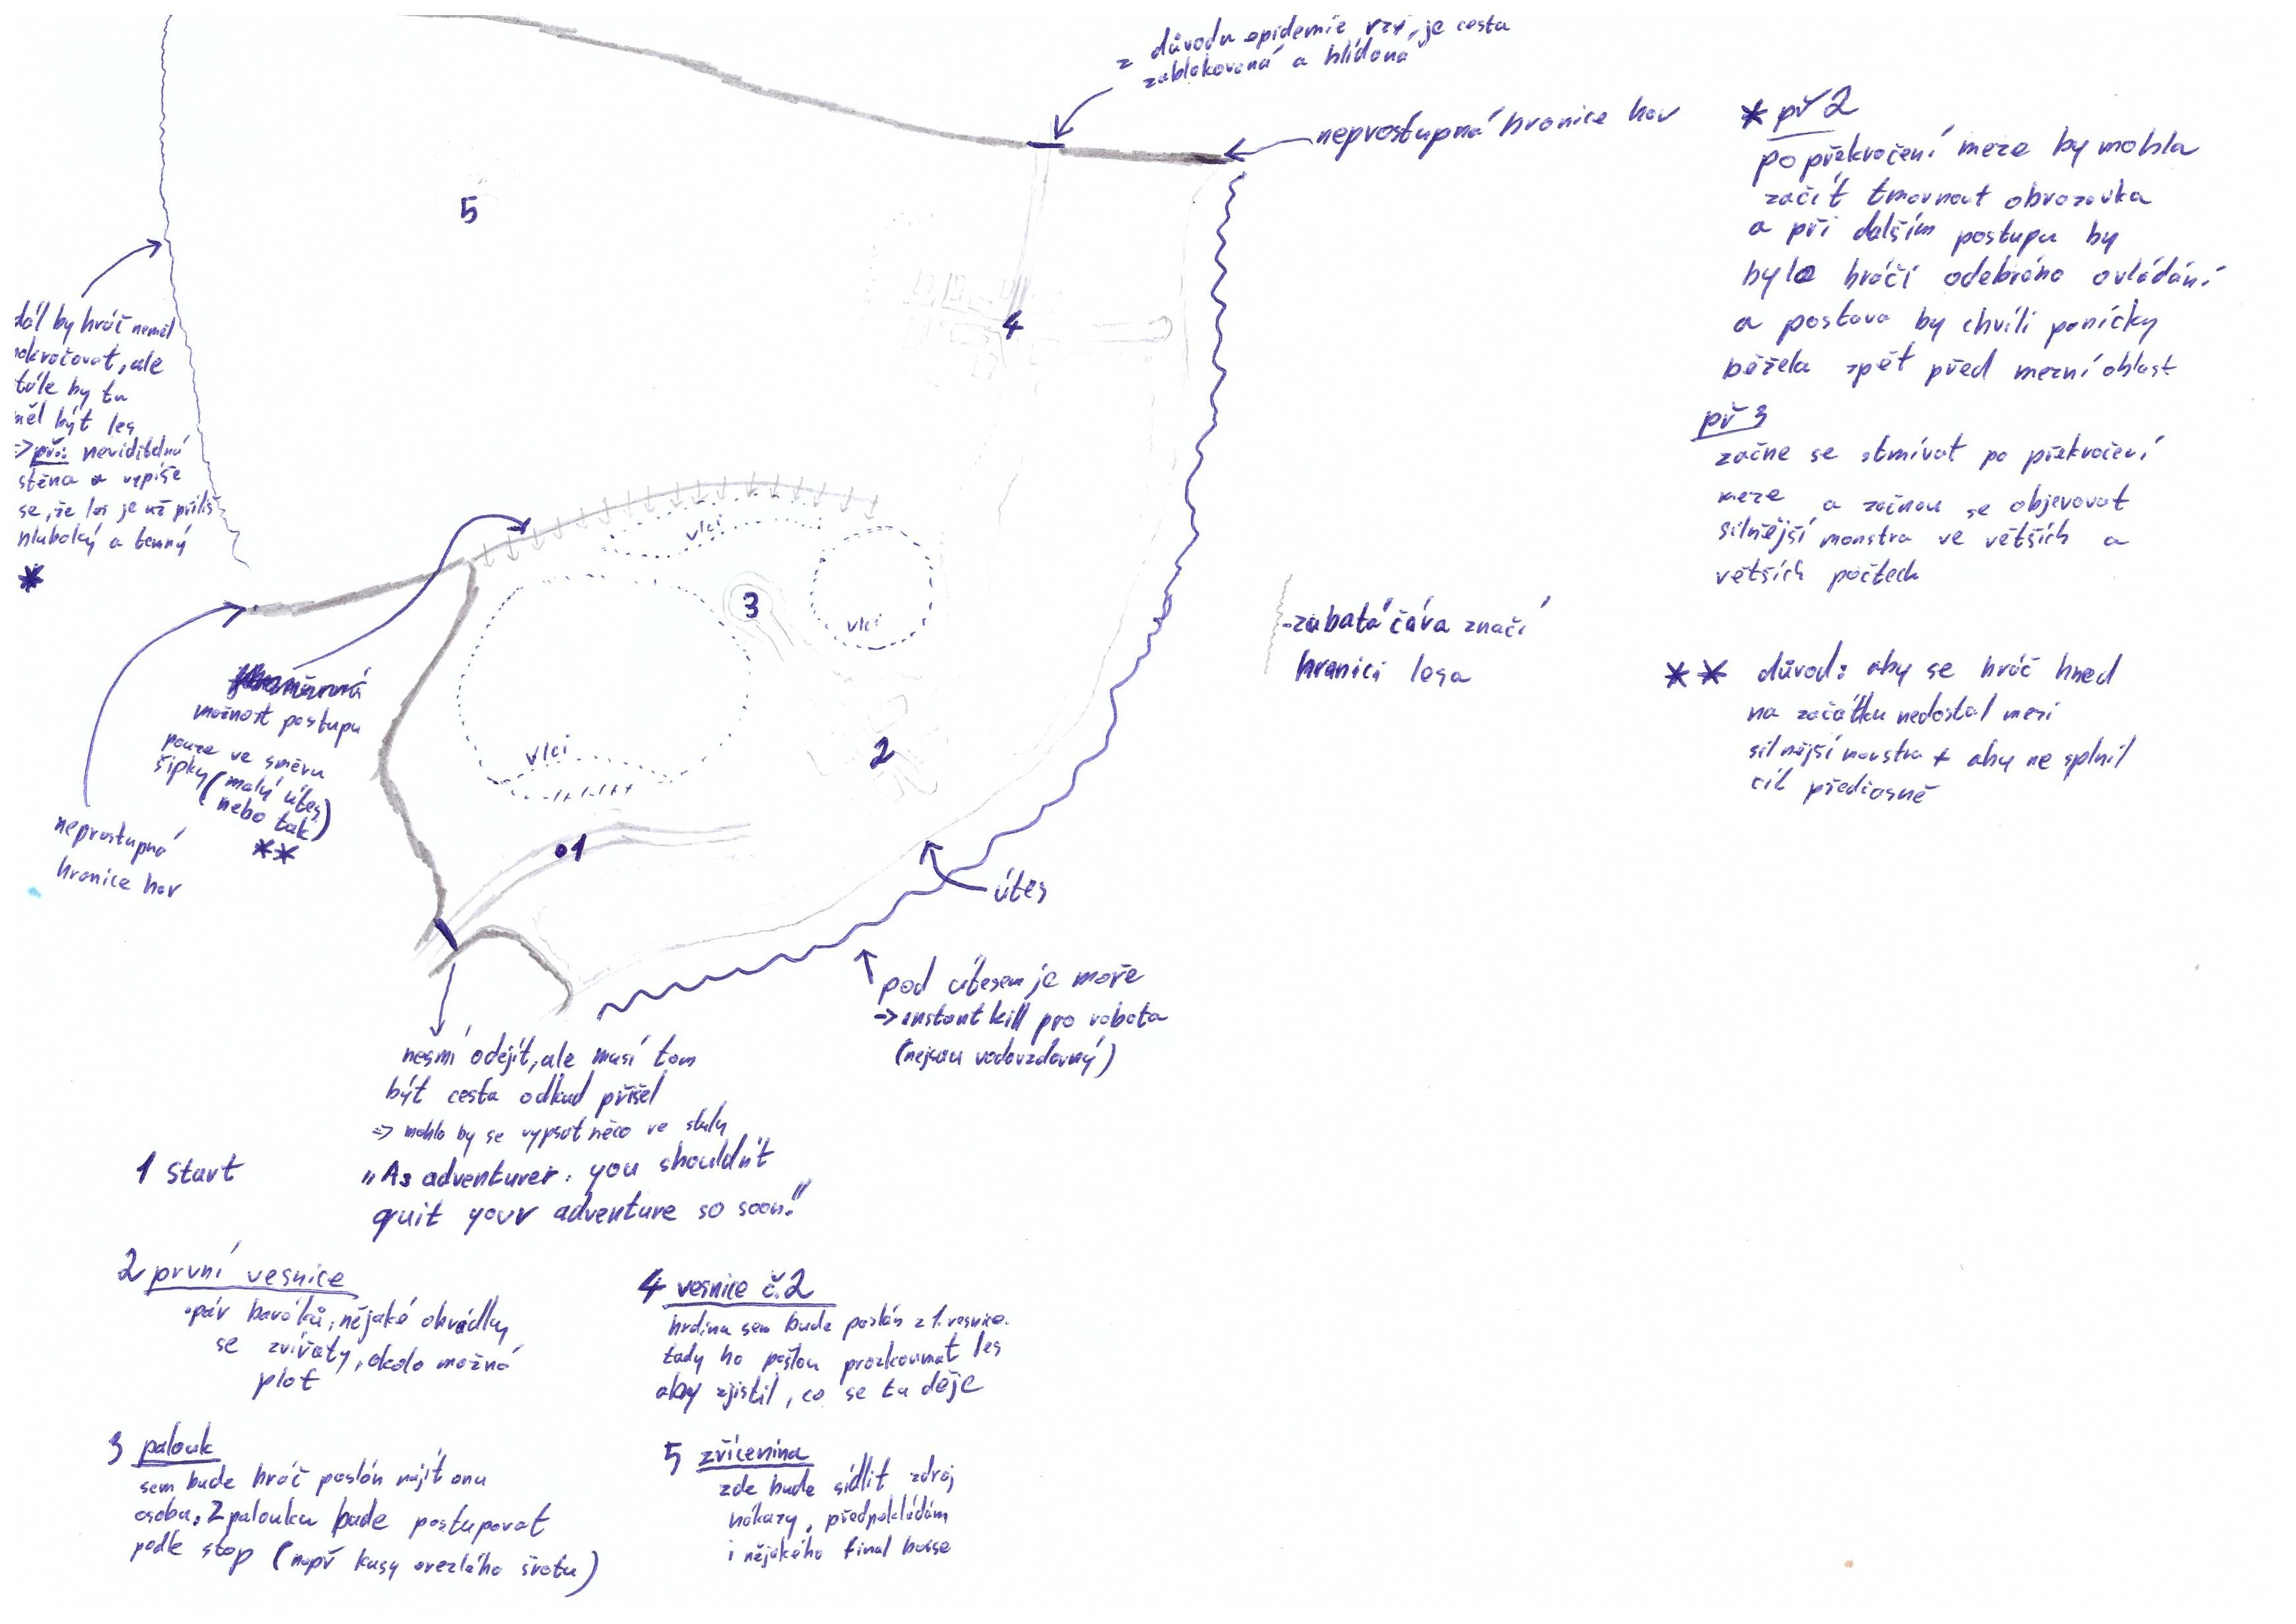 z důvodu epidemie rzi, je cesta
zablokovaná a hlídaná
neprostupná hranice hor
5
4
dál by hráč neměl
pokračovat, ale
stále by tu
měl být les
=> př.: neviditelná
stěna a vypíše
se, že les je už příliš
hluboký a temný
*
vlci
3
vlci
vlci
2
1
možnost postupu
pouze ve směru
šipky (malý útes
nebo tak)
**
neprostupná
hranice hor
útes
pod útesem je moře
-> instant kill pro robota
(nejsou vodovzdorný)
nesmí odejít, ale musí tam
být cesta odkud přišel
=> mohlo by se vypsat něco ve stylu
"As adventurer, you shouldn't
quit your adventure so soon!"
* př 2
po překročení meze by mohla
začít tmavnout obrazovka
a při dalším postupu by
bylo hráči odebráno ovládání
a postava by chvíli panicky
běžela zpět před mezní oblast
př 3
začne se stmívat po překročení
meze a začnou se objevovat
silnější monstra ve větších a
větších počtech
- zubatá čára značí
hranici lesa
** důvod: aby se hráč hned
na začátku nedostal mezi
silnější monstra + aby nesplnil
cíl předčasně
1 start
2 první vesnice
pár baráků, nějaké ohrádky
se zvířaty, okolo možná
plot
3 palouk
sem bude hráč poslán najít onu
osobu. Z palouku bude postupovat
podle stop (např kusy orezlého šrotu)
4 vesnice č.2
hrdina sem bude poslán z 1. vesnice.
tady ho pošlou prozkoumat les
aby zjistil, co se tu děje
5 zřícenina
zde bude sídlit zdroj
nákazy, předpokládám
i nějakého final bosse